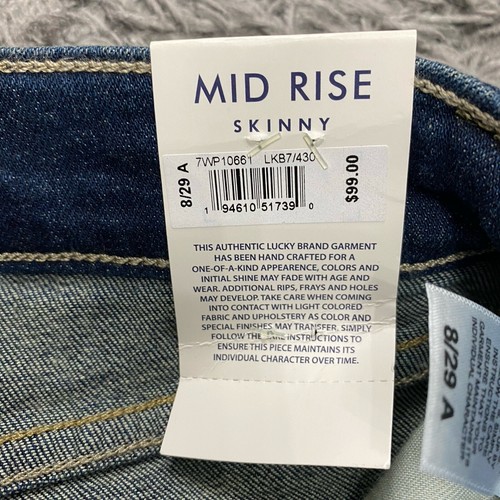 MID RISE
SKINNY
7WP10661 LKB7/430
8/29 A
$99.00
1 94610 51739 0
THIS AUTHENTIC LUCKY BRAND GARMENT
HAS BEEN HAND CRAFTED FOR A
ONE-OF-A-KIND APPEARENCE, COLORS AND
INITIAL SHINE MAY FADE WITH AGE AND
WEAR. ADDITIONAL RIPS, FRAYS AND HOLES
MAY DEVELOP. TAKE CARE WHEN COMING
INTO CONTACT WITH LIGHT COLORED
FABRIC AND UPHOLSTERY AS COLOR AND
SPECIAL FINISHES MAY TRANSFER. SIMPLY
FOLLOW THE CARE INSTRUCTIONS TO
ENSURE THIS PIECE MAINTAINS ITS
INDIVIDUAL CHARACTER OVER TIME.
8/29 A